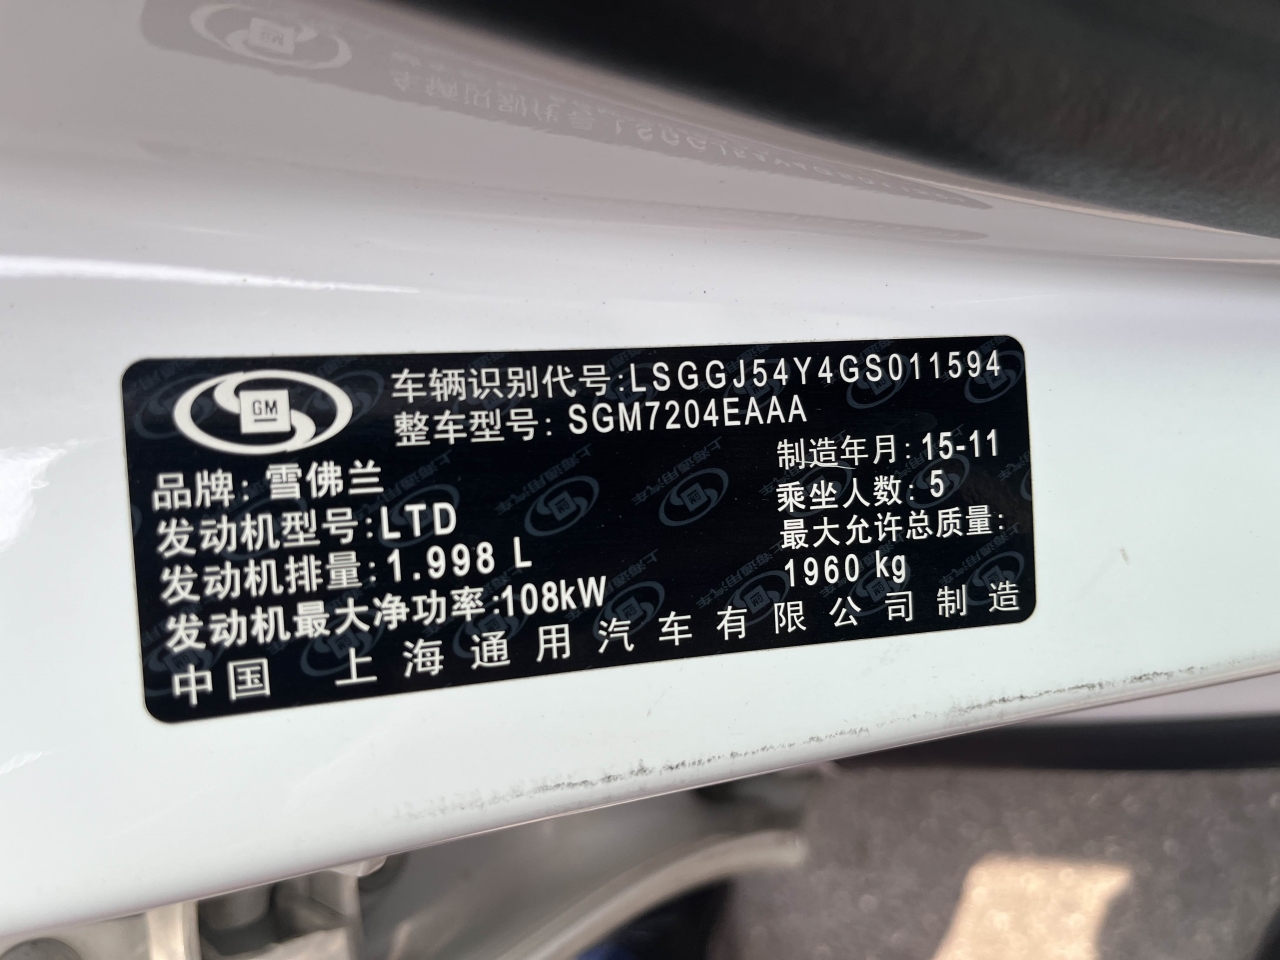 GM
车辆识别代号:LSGGJ54Y4GS011594
整车型号: SGM7204EAAA
品牌: 雪佛兰
制造年月: 15-11
发动机型号:LTD
乘坐人数: 5
发动机排量:1.998 L
最大允许总质量:
1960 kg
发动机最大净功率:108kW
中国 上海通用汽车有限公司制造